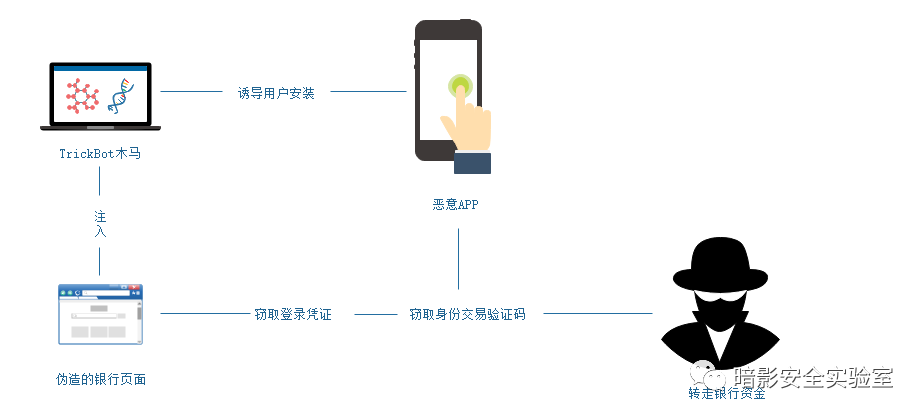 诱导用户安装
TrickBot木马
恶意APP
注
入
窃取登录凭证
窃取身份交易验证码
伪造的银行页面
转走银行资金
暗影安全实验室